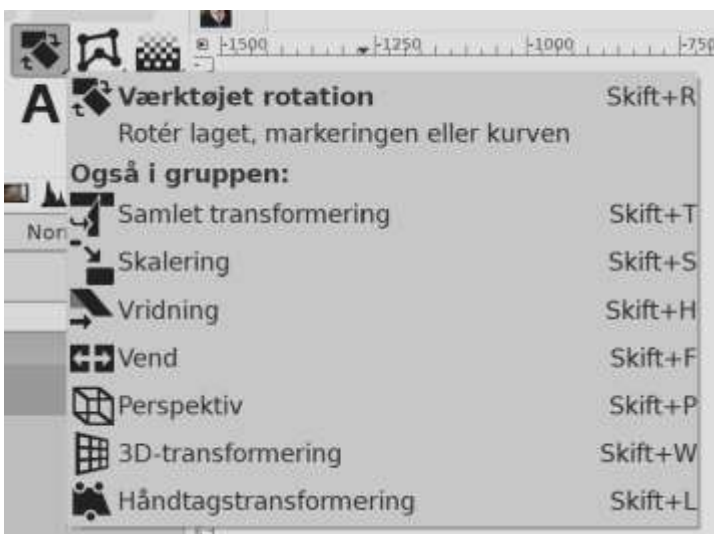 -1500 -1250 -1000 -750
A
Værktøjet rotation Skift+R
Rotér laget, markeringen eller kurven
Også i gruppen:
Samlet transformering Skift+T
Nor
Skalering Skift+S
Vridning Skift+H
Vend Skift+F
Perspektiv Skift+P
3D-transformering Skift+W
Håndtagstransformering Skift+L